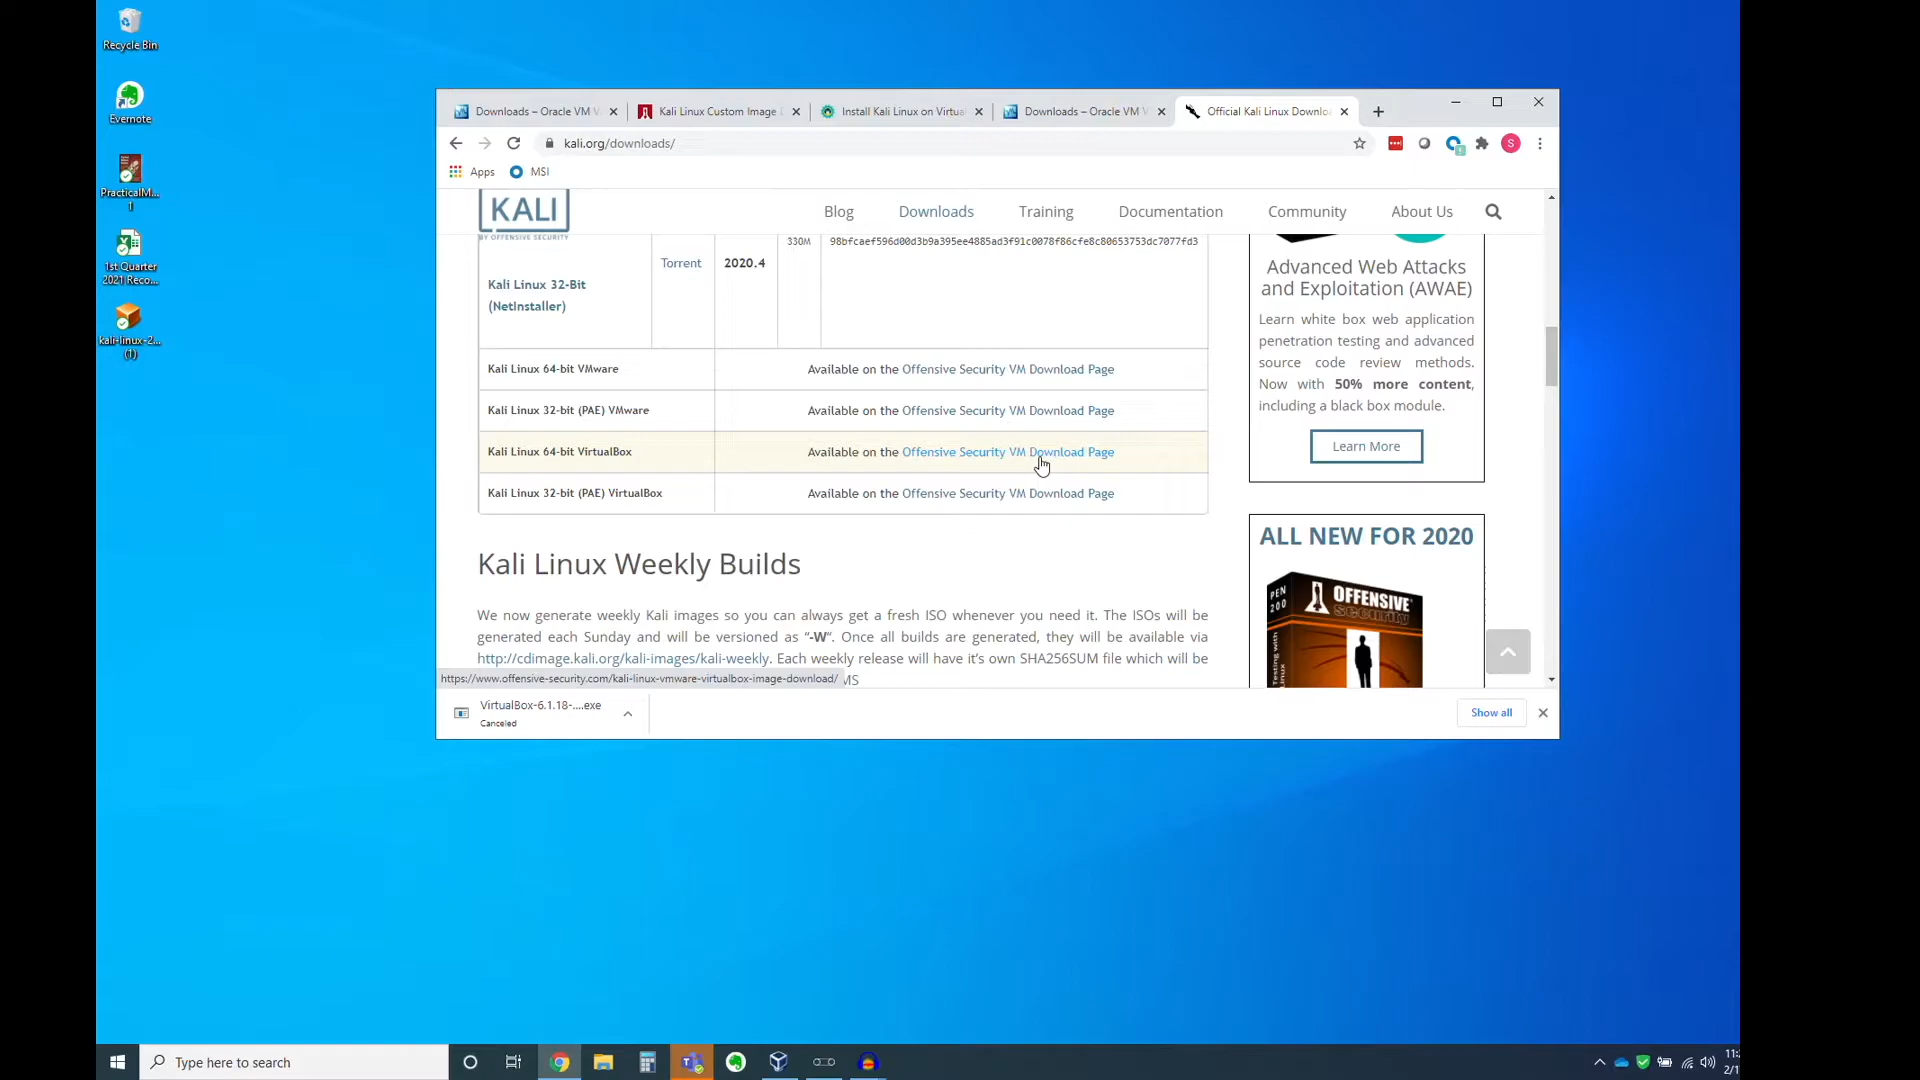 Recycle Bin
Evernote
PracticalM...
1
1st Quarter
2021 Reco...
kali-linux-2...
(1)
Downloads – Oracle VM V
Kali Linux Custom Image
Install Kali Linux on Virtual
Downloads – Oracle VM V
Official Kali Linux Downlo
kali.org/downloads/
S
Apps
MSI
KALI
BY OFFENSIVE SECURITY
Blog
Downloads
Training
Documentation
Community
About Us
Kali Linux 32-Bit
(NetInstaller)
Torrent
2020.4
330M
98bfcaef596d00d3b9a395ee4885ad3f91c0078f86cfe8c80653753dc7077fd3
Kali Linux 64-bit VMware
Available on the Offensive Security VM Download Page
Kali Linux 32-bit (PAE) VMware
Available on the Offensive Security VM Download Page
Kali Linux 64-bit VirtualBox
Available on the Offensive Security VM Download Page
Kali Linux 32-bit (PAE) VirtualBox
Available on the Offensive Security VM Download Page
Kali Linux Weekly Builds
We now generate weekly Kali images so you can always get a fresh ISO whenever you need it. The ISOs will be
generated each Sunday and will be versioned as “-W“. Once all builds are generated, they will be available via
http://cdimage.kali.org/kali-images/kali-weekly. Each weekly release will have it’s own SHA256SUM file which will be
MS
https://www.offensive-security.com/kali-linux-vmware-virtualbox-image-download/
Advanced Web Attacks
and Exploitation (AWAE)
Learn white box web application
penetration testing and advanced
source code review methods.
Now with 50% more content,
including a black box module.
Learn More
ALL NEW FOR 2020
PEN
200
OFFENSIVE
security
Testing with
VirtualBox-6.1.18-....exe
Canceled
Show all
Type here to search
11:2
2/1